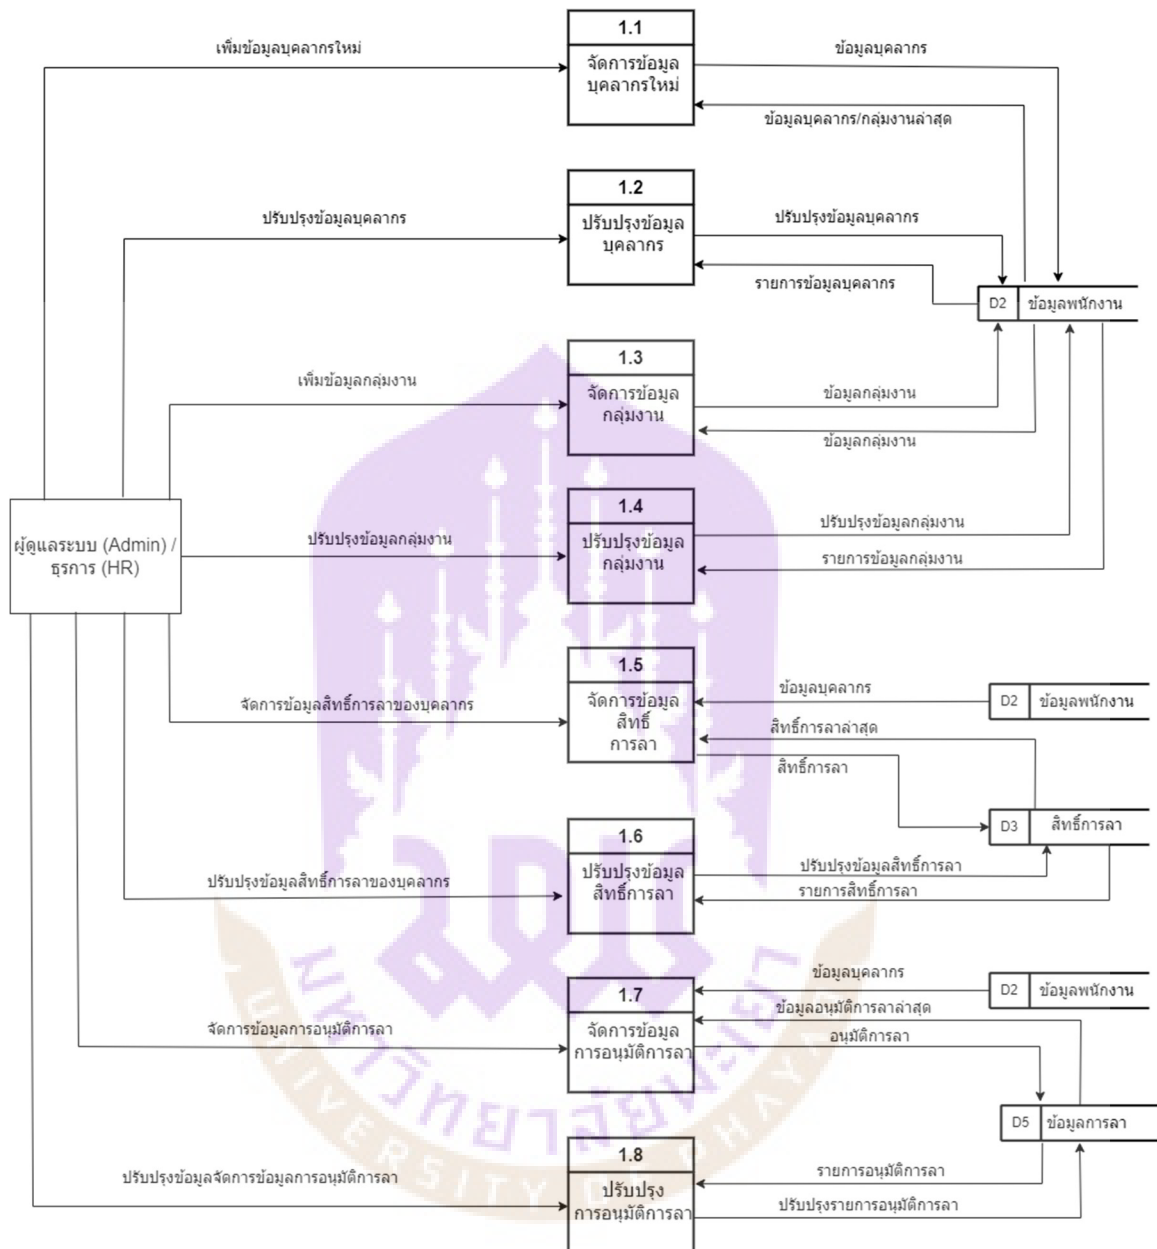 1.1
เพิ่มข้อมูลบุคลากรใหม่
จัดการข้อมูล
บุคลากรใหม่
ข้อมูลบุคลากร
ข้อมูลบุคลากร/กลุ่มงานล่าสุด
1.2
ปรับปรุงข้อมูลบุคลากร
ปรับปรุงข้อมูล
บุคลากร
ปรับปรุงข้อมูลบุคลากร
รายการข้อมูลบุคลากร
D2 ข้อมูลพนักงาน
1.3
เพิ่มข้อมูลกลุ่มงาน
จัดการข้อมูล
กลุ่มงาน
ข้อมูลกลุ่มงาน
ข้อมูลกลุ่มงาน
ผู้ดูแลระบบ (Admin) /
ธุรการ (HR)
1.4
ปรับปรุงข้อมูลกลุ่มงาน
ปรับปรุงข้อมูล
กลุ่มงาน
ปรับปรุงข้อมูลกลุ่มงาน
รายการข้อมูลกลุ่มงาน
1.5
จัดการข้อมูลสิทธิ์การลาของบุคลากร
จัดการข้อมูล
สิทธิ์
การลา
ข้อมูลบุคลากร
D2 ข้อมูลพนักงาน
สิทธิ์การลาล่าสุด
สิทธิ์การลา
D3 สิทธิ์การลา
1.6
ปรับปรุงข้อมูลสิทธิ์การลาของบุคลากร
ปรับปรุงข้อมูล
สิทธิ์การลา
ปรับปรุงข้อมูลสิทธิ์การลา
รายการสิทธิ์การลา
1.7
จัดการข้อมูลการอนุมัติการลา
จัดการข้อมูล
การอนุมัติการลา
ข้อมูลบุคลากร
D2 ข้อมูลพนักงาน
ข้อมูลอนุมัติการลาล่าสุด
อนุมัติการลา
D5 ข้อมูลการลา
1.8
ปรับปรุงข้อมูลจัดการข้อมูลการอนุมัติการลา
ปรับปรุง
การอนุมัติการลา
รายการอนุมัติการลา
ปรับปรุงรายการอนุมัติการลา
มหาวิทยาลัยพะเยา
UNIVERSITY OF PHAYAO